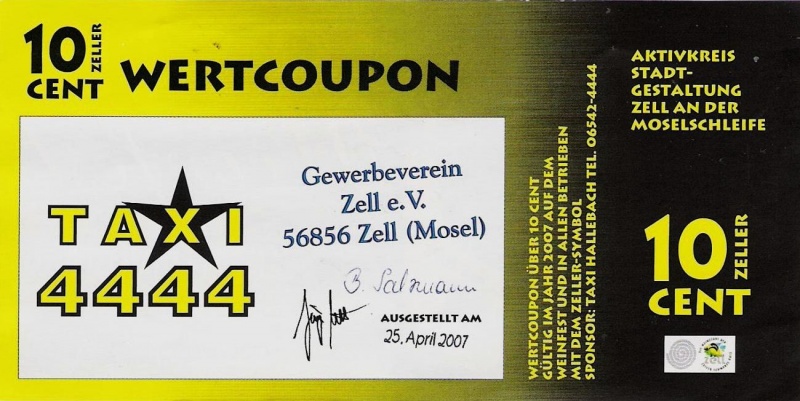 10
CENT
ZELLER
WERTCOUPON
TAXI
4444
Gewerbeverein
Zell e.V.
56856 Zell (Mosel)
B. Salzmann
AUSGESTELLT AM
25. April 2007
WERTCOUPON ÜBER 10 CENT
GÜLTIG IM JAHR 2007 AUF DEM
WEINFEST UND IN ALLEN BETRIEBEN
MIT DEM ZELLER-SYMBOL
SPONSOR: TAXI HALLEBACH TEL. 06542-4444
AKTIVKREIS
STADT-
GESTALTUNG
ZELL AN DER
MOSELSCHLEIFE
10
CENT
ZELLER
zell